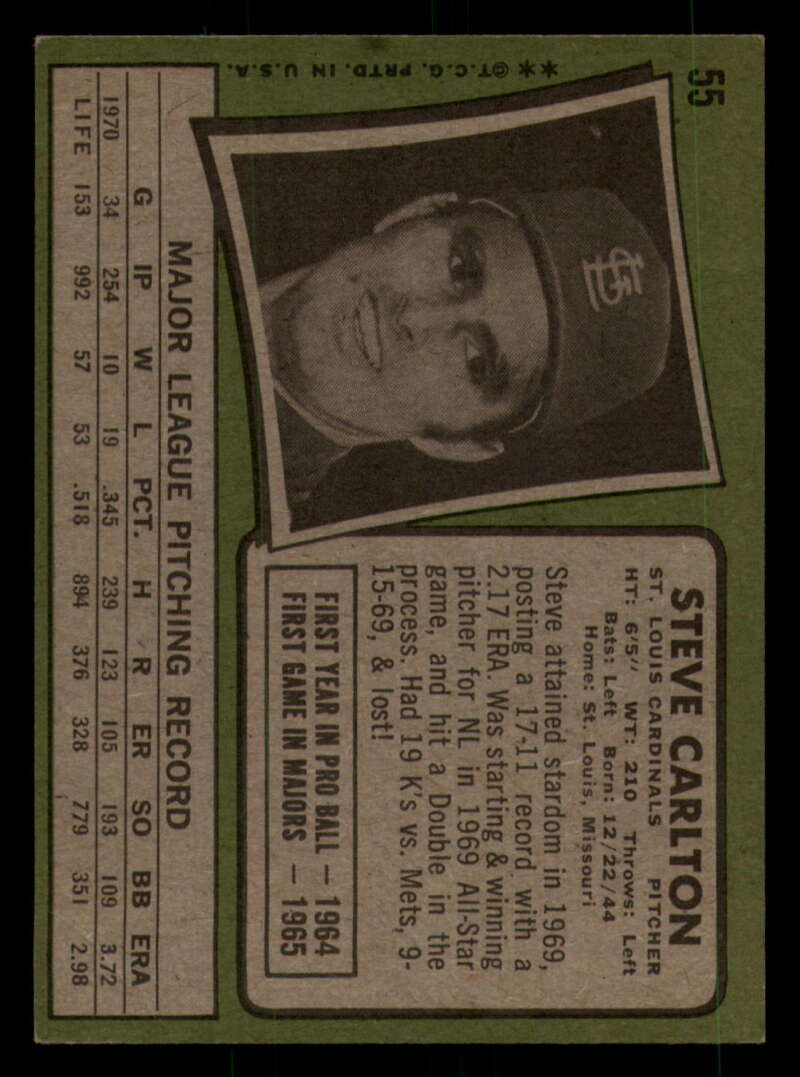 55
**©T.C.G. PRTD. IN U.S.A.
STL
STEVE CARLTON
ST. LOUIS CARDINALS PITCHER
HT: 6'5" WT: 210 Throws: Left
Bats: Left Born: 12/22/44
Home: St. Louis, Missouri
Steve attained stardom in 1969,
posting a 17-11 record with a
2.17 ERA. Was starting & winning
pitcher for NL in 1969 All-Star
game, and hit a Double in the
process. Had 19 K's vs. Mets, 9-
15-69, & lost!
FIRST YEAR IN PRO BALL — 1964
FIRST GAME IN MAJORS — 1965
MAJOR LEAGUE PITCHING RECORD
G IP W L PCT. H R ER SO BB ERA
1970 34 254 10 19 .345 239 123 105 193 109 3.72
LIFE 153 992 57 53 .518 894 376 328 779 351 2.98